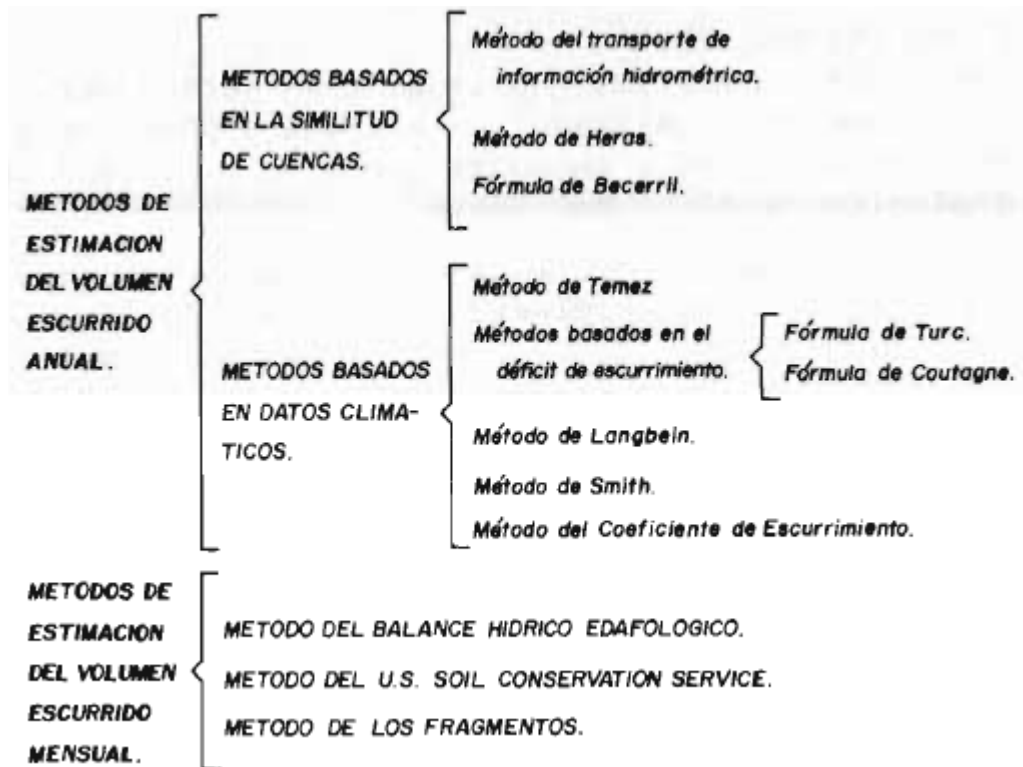 METODOS DE
ESTIMACION
DEL VOLUMEN
ESCURRIDO
ANUAL.
METODOS BASADOS
EN LA SIMILITUD
DE CUENCAS.
Método del transporte de
información hidrométrica.
Método de Heras.
Fórmula de Becerril.
METODOS BASADOS
EN DATOS CLIMA-
TICOS.
Método de Temez
Métodos basados en el
déficit de escurrimiento.
Fórmula de Turc.
Fórmula de Coutagne.
Método de Langbein.
Método de Smith.
Método del Coeficiente de Escurrimiento.
METODOS DE
ESTIMACION
DEL VOLUMEN
ESCURRIDO
MENSUAL.
METODO DEL BALANCE HIDRICO EDAFOLOGICO.
METODO DEL U.S. SOIL CONSERVATION SERVICE.
METODO DE LOS FRAGMENTOS.